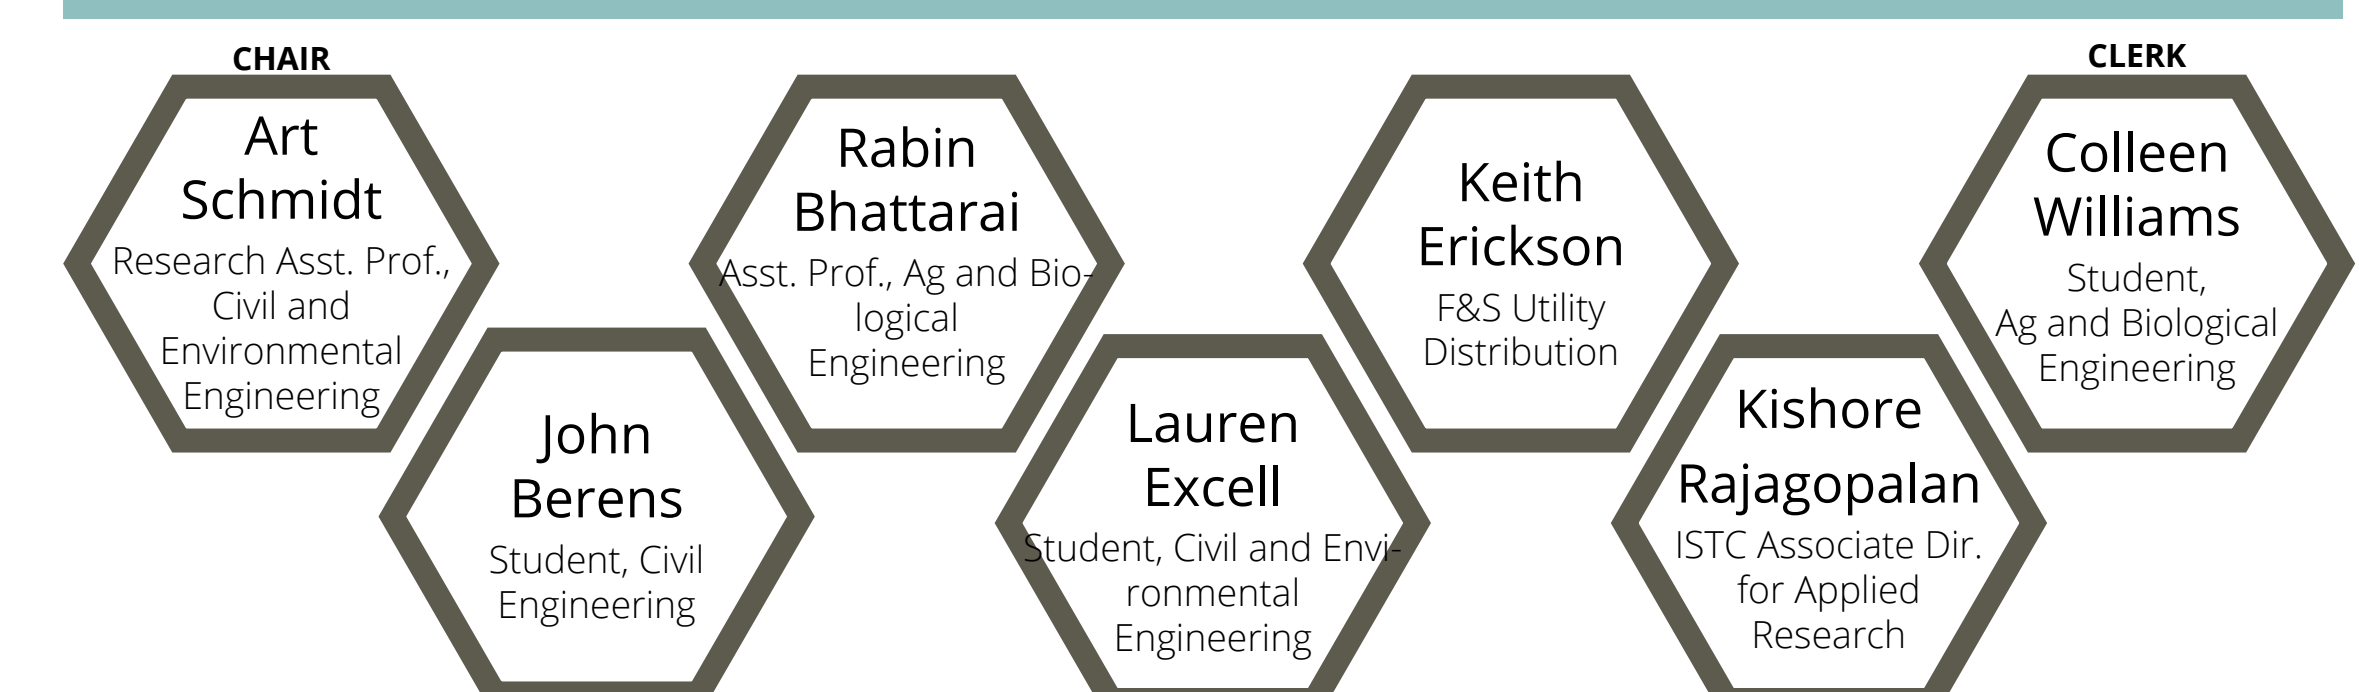 CHAIR
Art
Schmidt
Research Asst. Prof.,
Civil and
Environmental
Engineering
John
Berens
Student, Civil
Engineering
Rabin
Bhattarai
Asst. Prof., Ag and Bio-
logical
Engineering
Lauren
Excell
Student, Civil and Envi-
ronmental
Engineering
Keith
Erickson
F&S Utility
Distribution
Kishore
Rajagopalan
ISTC Associate Dir.
for Applied
Research
CLERK
Colleen
Williams
Student,
Ag and Biological
Engineering